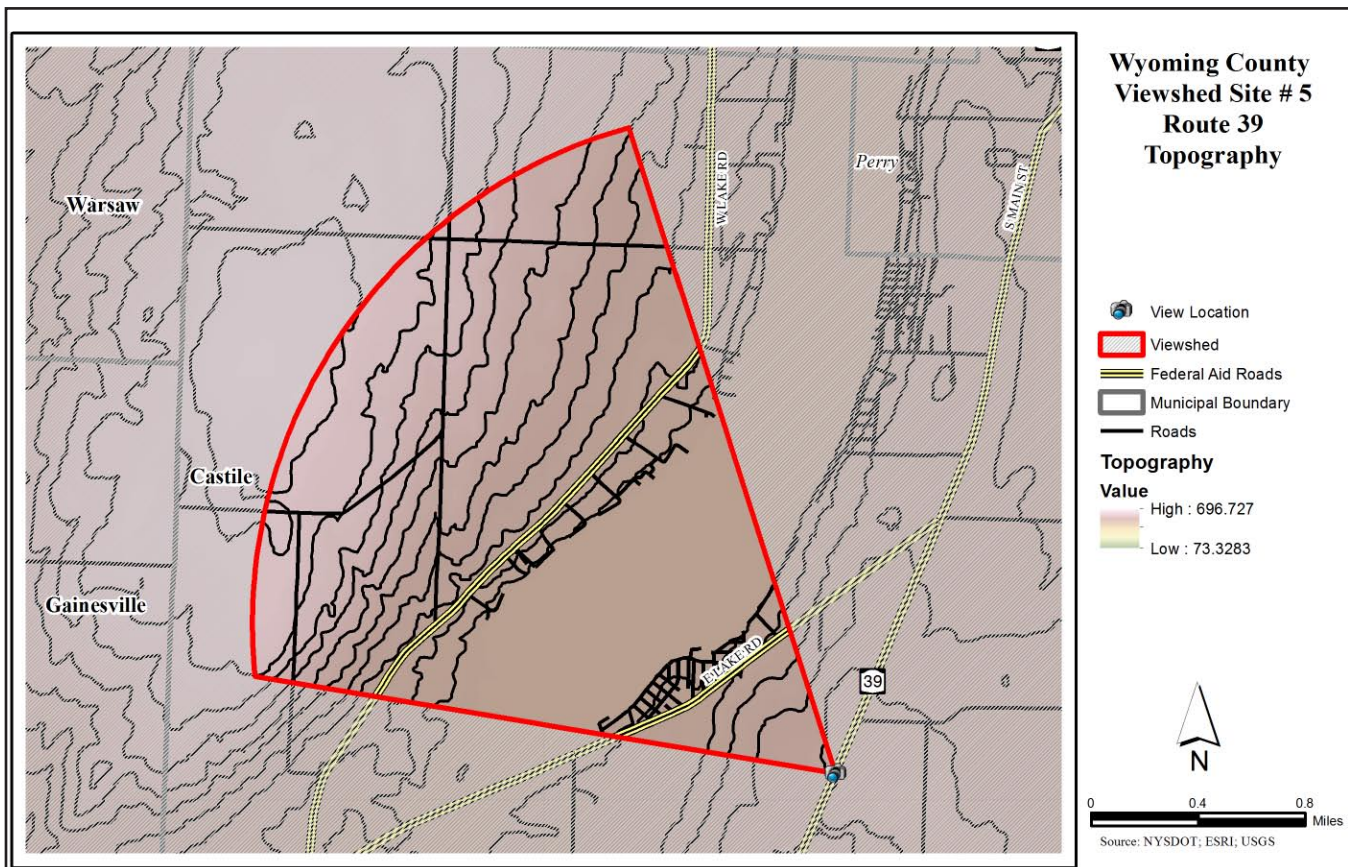 Wyoming County
Viewshed Site # 5
Route 39
Topography
View Location
Viewshed
Federal Aid Roads
Municipal Boundary
Roads
Topography
Value
High : 696.727
Low : 73.3283
N
0 0.4 0.8
Miles
Source: NYSDOT; ESRI; USGS
Warsaw
Castile
Gainesville
Perry
W LAKE RD
S MAIN ST
E LAKE RD
39